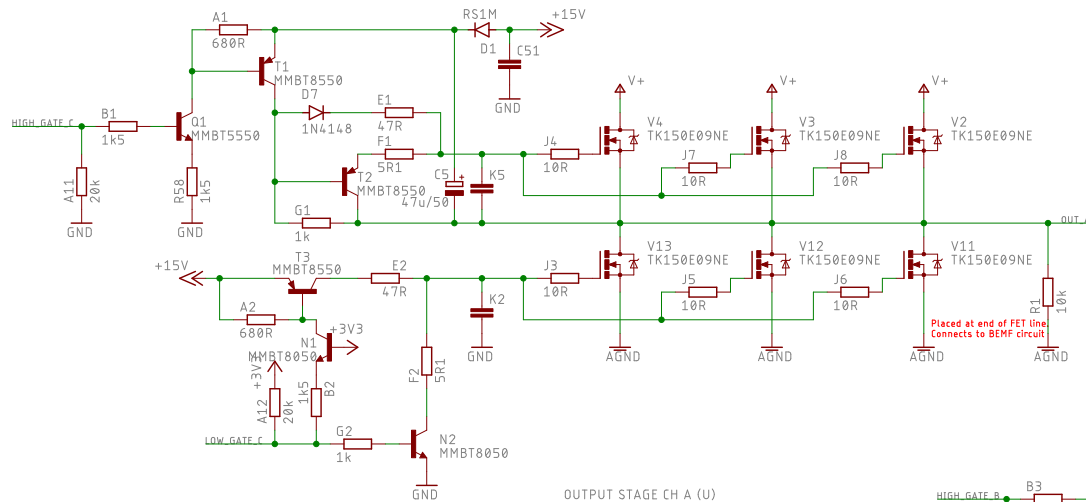 A1
680R
RS1M
+15V
D1
C51
GND
T1
MMBT8550
D7
1N4148
E1
47R
HIGH_GATE_C
B1
1k5
Q1
MMBT5550
F1
5R1
T2
MMBT8550
C5
+
47u/50
K5
A11
20k
GND
R58
1k5
GND
G1
1k
V+
V4
TK150E09NE
J4
10R
V+
V3
TK150E09NE
J7
10R
V+
V2
TK150E09NE
J8
10R
OUT_
+15V
T3
MMBT8550
E2
47R
A2
680R
N1
MMBT8050
+3V3
K2
GND
J3
10R
V13
TK150E09NE
AGND
J5
10R
V12
TK150E09NE
AGND
J6
10R
V11
TK150E09NE
AGND
R1
10k
AGND
Placed at end of FET line.
Connects to BEMF circuit
+3V3
A12
20k
1k5
B2
F2
5R1
LOW_GATE_C
G2
1k
N2
MMBT8050
GND
OUTPUT STAGE CH A (U)
HIGH_GATE_B
B3